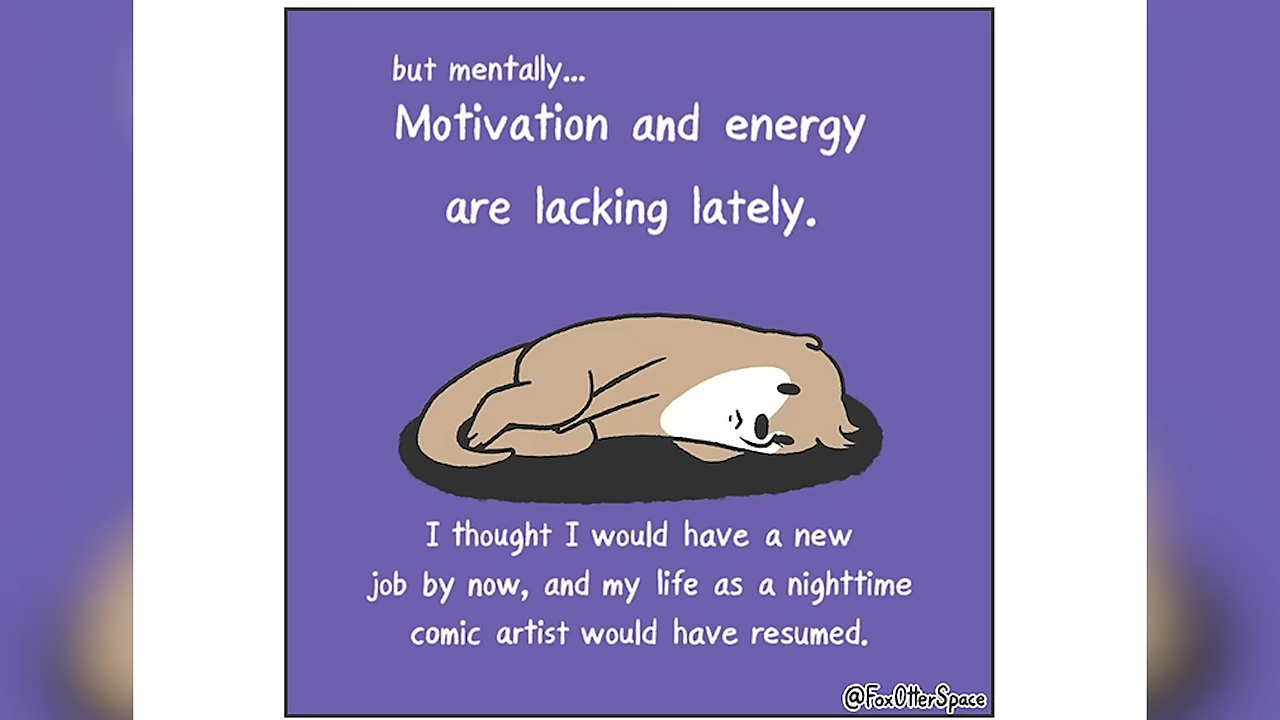 but mentally...
Motivation and energy
are lacking lately.
I thought I would have a new
job by now, and my life as a nighttime
comic artist would have resumed.
@FoxOtterSpace